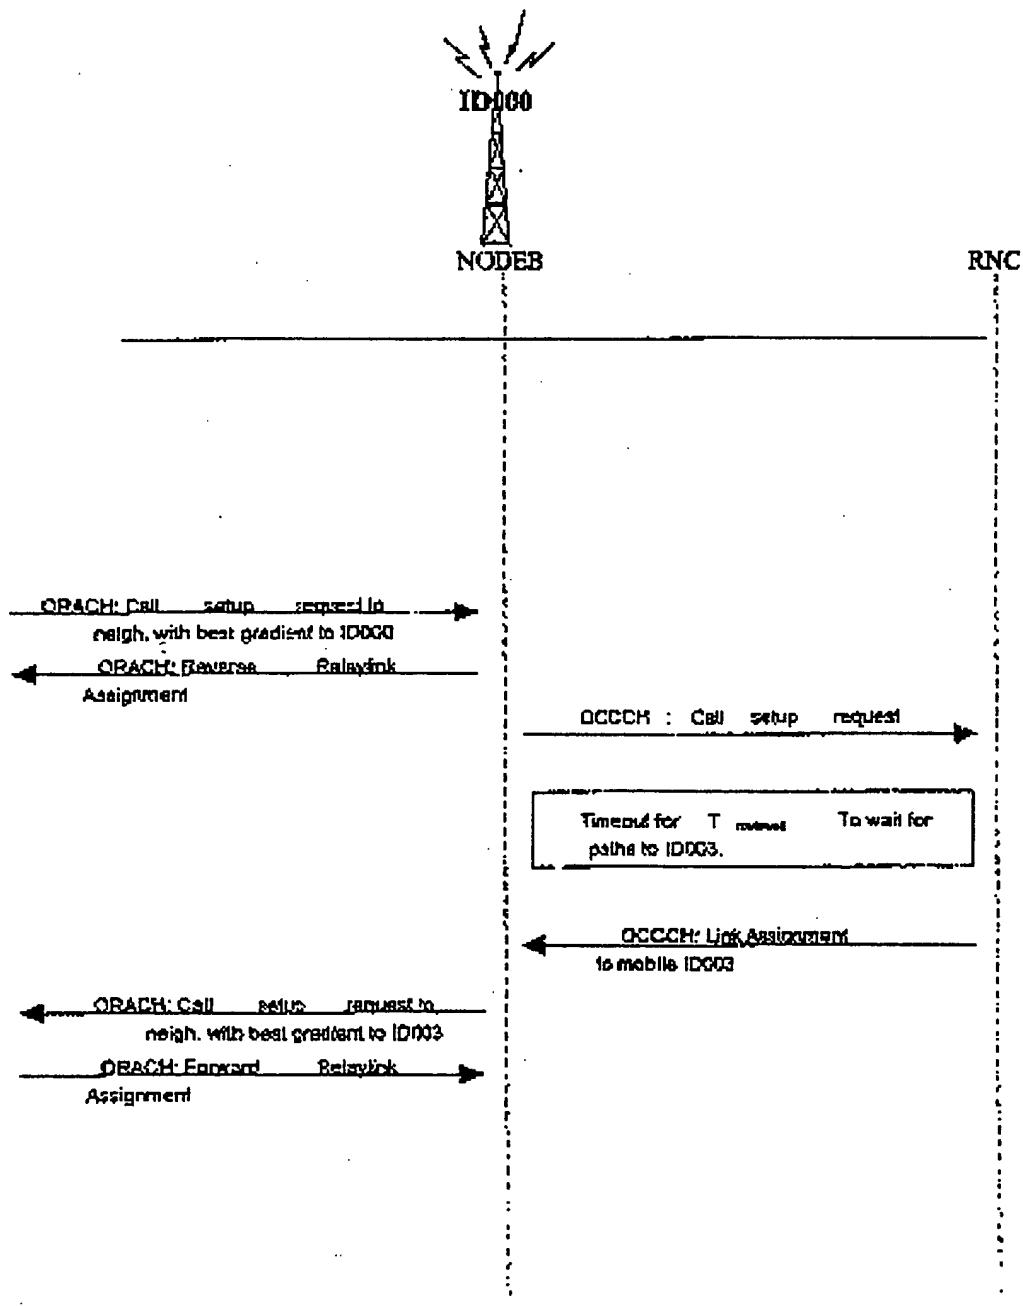 ID000
NODEB
RNC
ORACH: Call setup request to
neigh. with best gradient to ID000
ORACH: Reverse Relaylink
Assignment
OCCCH : Call setup request
Timeout for T To wait for
paths to ID003.
OCCCH: Link Assignment
to mobile ID003
ORACH: Call setup request to
neigh. with best gradient to ID003
ORACH: Forward Relaylink
Assignment